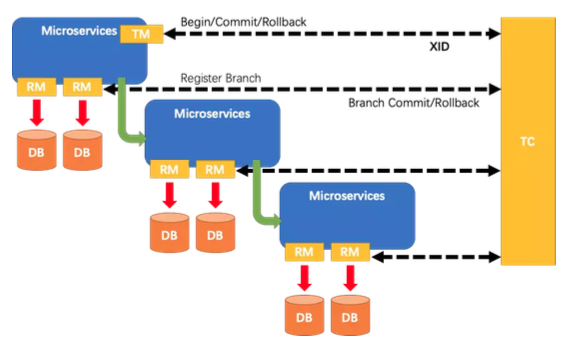 Begin/Commit/Rollback
Microservices
TM
XID
Register Branch
RM RM
Branch Commit/Rollback
Microservices
TC
DB DB
RM RM
Microservices
DB DB
RM RM
DB DB